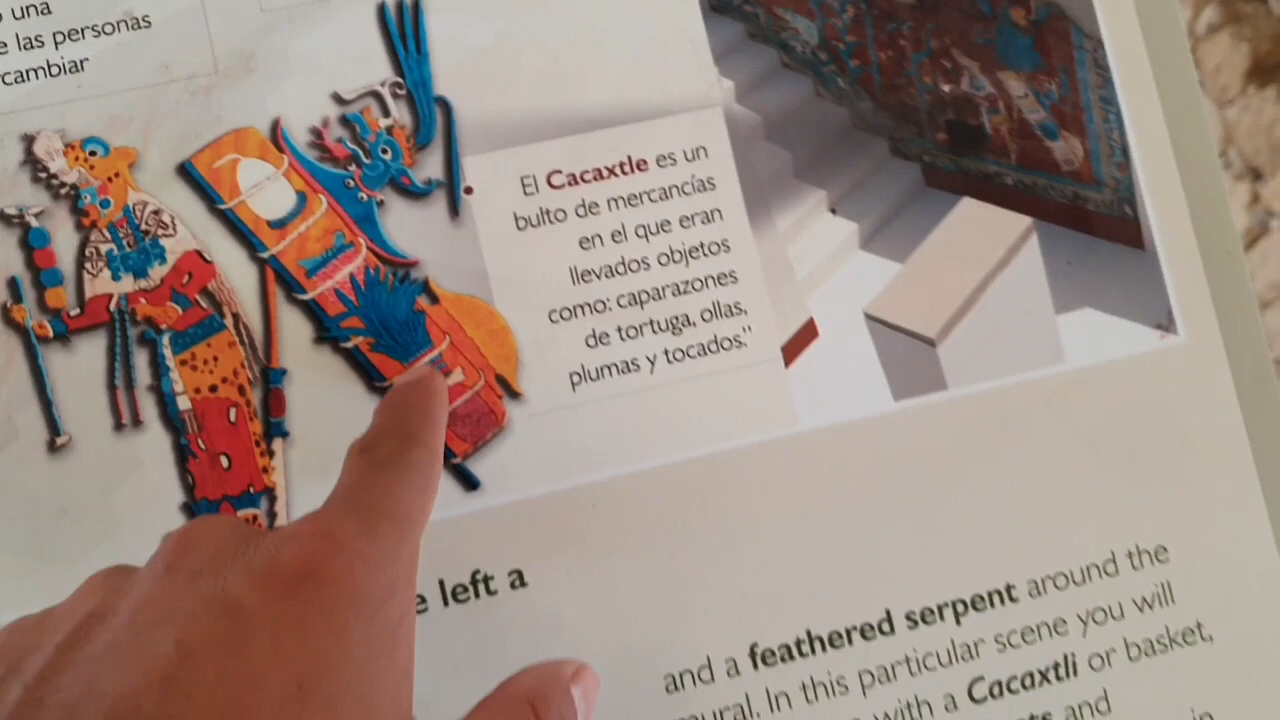 una
las personas
cambiar
El Cacaxtle es un
bulto de mercancías
en el que eran
llevados objetos
como: caparazones
de tortuga, ollas,
plumas y tocados."
left a
and a feathered serpent around the
In this particular scene you will
with a Cacaxtli or basket,
and
in